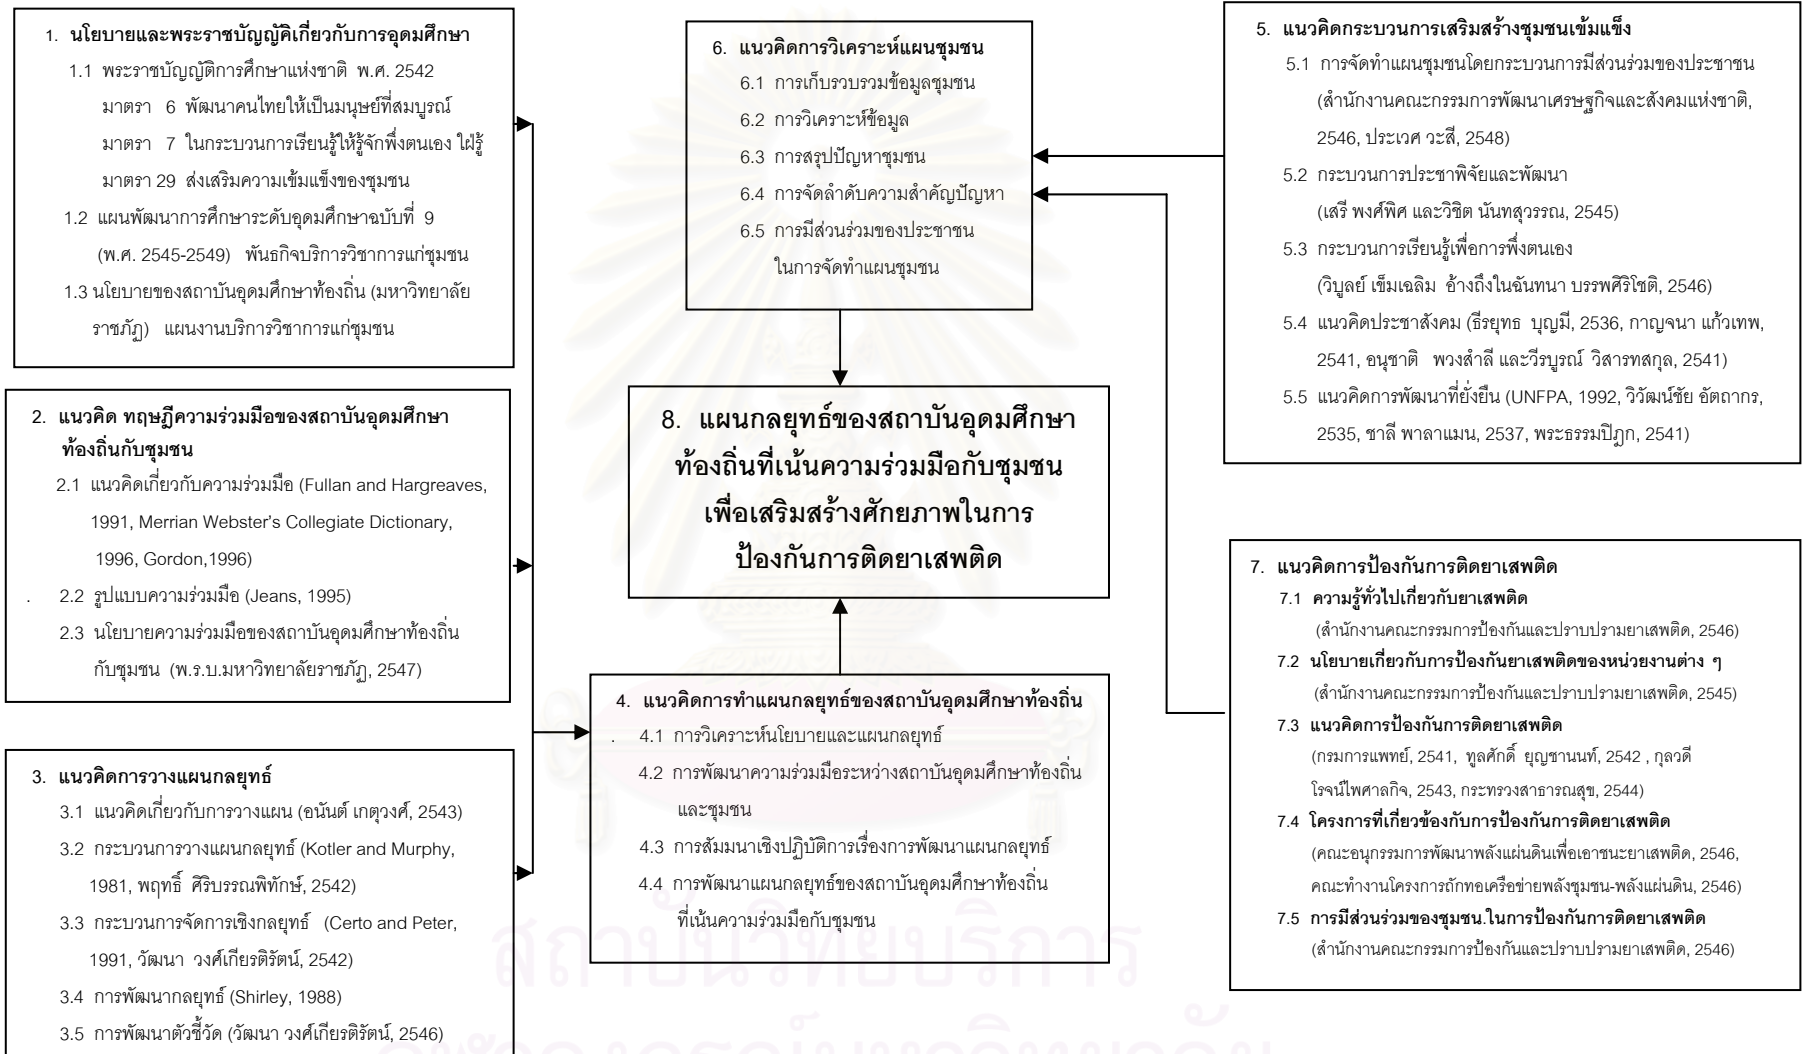 1. นโยบายและพระราชบัญญัติเกี่ยวกับการอุดมศึกษา
1.1 พระราชบัญญัติการศึกษาแห่งชาติ พ.ศ. 2542
มาตรา 6 พัฒนาคนไทยให้เป็นมนุษย์ที่สมบูรณ์
มาตรา 7 ในกระบวนการเรียนรู้ให้รู้จักพึ่งตนเอง ใฝ่รู้
มาตรา 29 ส่งเสริมความเข้มแข็งของชุมชน
1.2 แผนพัฒนาการศึกษาระดับอุดมศึกษาฉบับที่ 9
(พ.ศ. 2545-2549) พันธกิจบริการวิชาการแก่ชุมชน
1.3 นโยบายของสถาบันอุดมศึกษาท้องถิ่น (มหาวิทยาลัย
ราชภัฏ) แผนงานบริการวิชาการแก่ชุมชน
2. แนวคิด ทฤษฎีความร่วมมือของสถาบันอุดมศึกษา
ท้องถิ่นกับชุมชน
2.1 แนวคิดเกี่ยวกับความร่วมมือ (Fullan and Hargreaves,
1991, Merrian Webster's Collegiate Dictionary,
1996, Gordon,1996)
. 2.2 รูปแบบความร่วมมือ (Jeans, 1995)
2.3 นโยบายความร่วมมือของสถาบันอุดมศึกษาท้องถิ่น
กับชุมชน (พ.ร.บ.มหาวิทยาลัยราชภัฏ, 2547)
3. แนวคิดการวางแผนกลยุทธ์
3.1 แนวคิดเกี่ยวกับการวางแผน (อนันต์ เกตุวงศ์, 2543)
3.2 กระบวนการวางแผนกลยุทธ์ (Kotler and Murphy,
1981, พฤทธิ์ ศิริบรรณพิทักษ์, 2542)
3.3 กระบวนการจัดการเชิงกลยุทธ์ (Certo and Peter,
1991, วัฒนา วงศ์เกียรติรัตน์, 2542)
3.4 การพัฒนากลยุทธ์ (Shirley, 1988)
3.5 การพัฒนาตัวชี้วัด (วัฒนา วงศ์เกียรติรัตน์, 2546)
6. แนวคิดการวิเคราะห์แผนชุมชน
6.1 การเก็บรวบรวมข้อมูลชุมชน
6.2 การวิเคราะห์ข้อมูล
6.3 การสรุปปัญหาชุมชน
6.4 การจัดลำดับความสำคัญปัญหา
6.5 การมีส่วนร่วมของประชาชน
ในการจัดทำแผนชุมชน
8. แผนกลยุทธ์ของสถาบันอุดมศึกษา
ท้องถิ่นที่เน้นความร่วมมือกับชุมชน
เพื่อเสริมสร้างศักยภาพในการ
ป้องกันการติดยาเสพติด
4. แนวคิดการทำแผนกลยุทธ์ของสถาบันอุดมศึกษาท้องถิ่น
. 4.1 การวิเคราะห์นโยบายและแผนกลยุทธ์
4.2 การพัฒนาความร่วมมือระหว่างสถาบันอุดมศึกษาท้องถิ่น
และชุมชน
4.3 การสัมมนาเชิงปฏิบัติการเรื่องการพัฒนาแผนกลยุทธ์
4.4 การพัฒนาแผนกลยุทธ์ของสถาบันอุดมศึกษาท้องถิ่น
ที่เน้นความร่วมมือกับชุมชน
5. แนวคิดกระบวนการเสริมสร้างชุมชนเข้มแข็ง
5.1 การจัดทำแผนชุมชนโดยกระบวนการมีส่วนร่วมของประชาชน
(สำนักงานคณะกรรมการพัฒนาเศรษฐกิจและสังคมแห่งชาติ,
2546, ประเวศ วะสี, 2548)
5.2 กระบวนการประชาพิจัยและพัฒนา
(เสรี พงศ์พิศ และวิชิต นันทสุวรรณ, 2545)
5.3 กระบวนการเรียนรู้เพื่อการพึ่งตนเอง
(วิบูลย์ เข็มเฉลิม อ้างถึงในฉันทนา บรรพศิริโชติ, 2546)
5.4 แนวคิดประชาสังคม (ธีรยุทธ บุญมี, 2536, กาญจนา แก้วเทพ,
2541, อนุชาติ พวงสำลี และวีรบูรณ์ วิสารทสกุล, 2541)
5.5 แนวคิดการพัฒนาที่ยั่งยืน (UNFPA, 1992, วิวัฒน์ชัย อัตถากร,
2535, ชาลี พาลาแมน, 2537, พระธรรมปิฎก, 2541)
7. แนวคิดการป้องกันการติดยาเสพติด
7.1 ความรู้ทั่วไปเกี่ยวกับยาเสพติด
(สำนักงานคณะกรรมการป้องกันและปราบปรามยาเสพติด, 2546)
7.2 นโยบายเกี่ยวกับการป้องกันยาเสพติดของหน่วยงานต่าง ๆ
(สำนักงานคณะกรรมการป้องกันและปราบปรามยาเสพติด, 2545)
7.3 แนวคิดการป้องกันการติดยาเสพติด
(กรมการแพทย์, 2541, ทูลศักดิ์ ยุญชานนท์, 2542 , กุลวดี
โรจน์ไพศาลกิจ, 2543, กระทรวงสาธารณสุข, 2544)
7.4 โครงการที่เกี่ยวข้องกับการป้องกันการติดยาเสพติด
(คณะอนุกรรมการพัฒนาพลังแผ่นดินเพื่อเอาชนะยาเสพติด, 2546,
คณะทำงานโครงการถักทอเครือข่ายพลังชุมชน-พลังแผ่นดิน, 2546)
7.5 การมีส่วนร่วมของชุมชน.ในการป้องกันการติดยาเสพติด
(สำนักงานคณะกรรมการป้องกันและปราบปรามยาเสพติด, 2546)
สถาบันวิทยบริการ
จุฬาลงกรณ์มหาวิทยาลัย